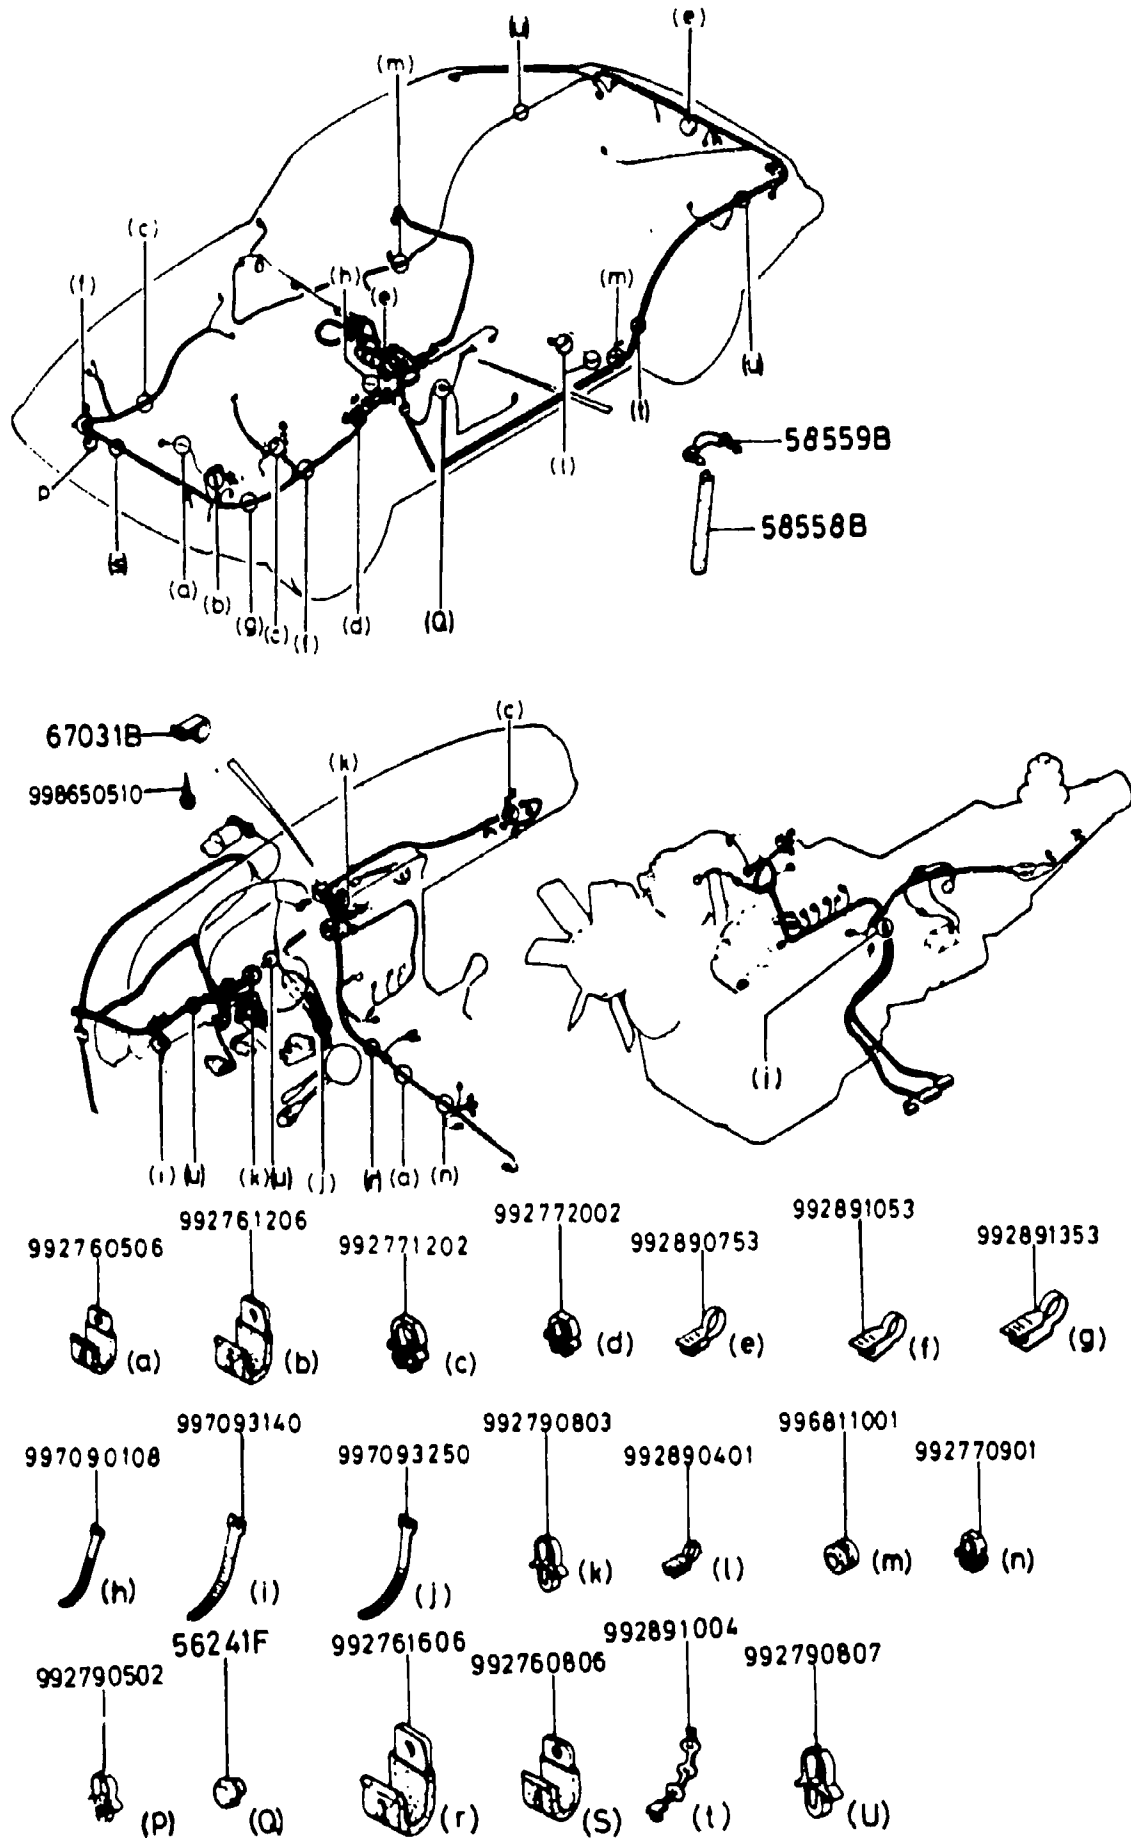 (U)
(e)
(m)
(c)
(f)
(h)
(e)
(m)
(u)
(t)
(l)
58559B
58558B
p
(s)
(a)
(b)
(g)
(c)
(f)
(d)
(Q)
67031B
998650510
(k)
(c)
(j)
(i) (u) (k) (u) (j) (r) (a) (n)
992760506
992761206
992771202
992772002
992890753
992891053
992891353
(a) (b) (c) (d) (e) (f) (g)
997090108
997093140
997093250
992790803
992890401
996811001
992770901
(h) (i) (j) (k) (l) (m) (n)
992790502
56241F
992761606
992760806
992891004
992790807
(p) (Q) (r) (S) (t) (U)